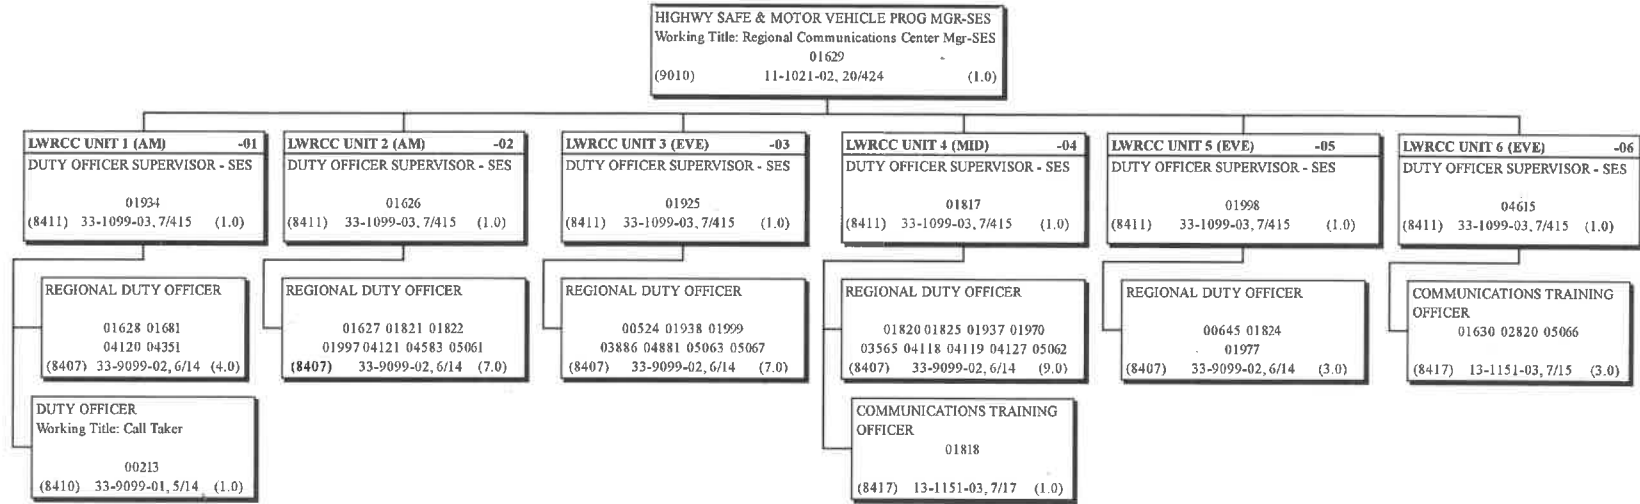 HIGHWY SAFE & MOTOR VEHICLE PROG MGR-SES
Working Title: Regional Communications Center Mgr-SES
01629
(9010) 11-1021-02, 20/424 (1.0)
LWRCC UNIT 1 (AM) -01
DUTY OFFICER SUPERVISOR - SES
01934
(8411) 33-1099-03, 7/415 (1.0)
REGIONAL DUTY OFFICER
01628 01681
04120 04351
(8407) 33-9099-02, 6/14 (4.0)
DUTY OFFICER
Working Title: Call Taker
00213
(8410) 33-9099-01, 5/14 (1.0)
LWRCC UNIT 2 (AM) -02
DUTY OFFICER SUPERVISOR - SES
01626
(8411) 33-1099-03, 7/415 (1.0)
REGIONAL DUTY OFFICER
01627 01821 01822
01997 04121 04583 05061
(8407) 33-9099-02, 6/14 (7.0)
LWRCC UNIT 3 (EVE) -03
DUTY OFFICER SUPERVISOR - SES
01925
(8411) 33-1099-03, 7/415 (1.0)
REGIONAL DUTY OFFICER
00524 01938 01999
03886 04881 05063 05067
(8407) 33-9099-02, 6/14 (7.0)
LWRCC UNIT 4 (MID) -04
DUTY OFFICER SUPERVISOR - SES
01817
(8411) 33-1099-03, 7/415 (1.0)
REGIONAL DUTY OFFICER
01820 01825 01937 01970
03565 04118 04119 04127 05062
(8407) 33-9099-02, 6/14 (9.0)
COMMUNICATIONS TRAINING
OFFICER
01818
(8417) 13-1151-03, 7/17 (1.0)
LWRCC UNIT 5 (EVE) -05
DUTY OFFICER SUPERVISOR - SES
01998
(8411) 33-1099-03, 7/415 (1.0)
REGIONAL DUTY OFFICER
00645 01824
01977
(8407) 33-9099-02, 6/14 (3.0)
LWRCC UNIT 6 (EVE) -06
DUTY OFFICER SUPERVISOR - SES
04615
(8411) 33-1099-03, 7/415 (1.0)
COMMUNICATIONS TRAINING
OFFICER
01630 02820 05066
(8417) 13-1151-03, 7/15 (3.0)